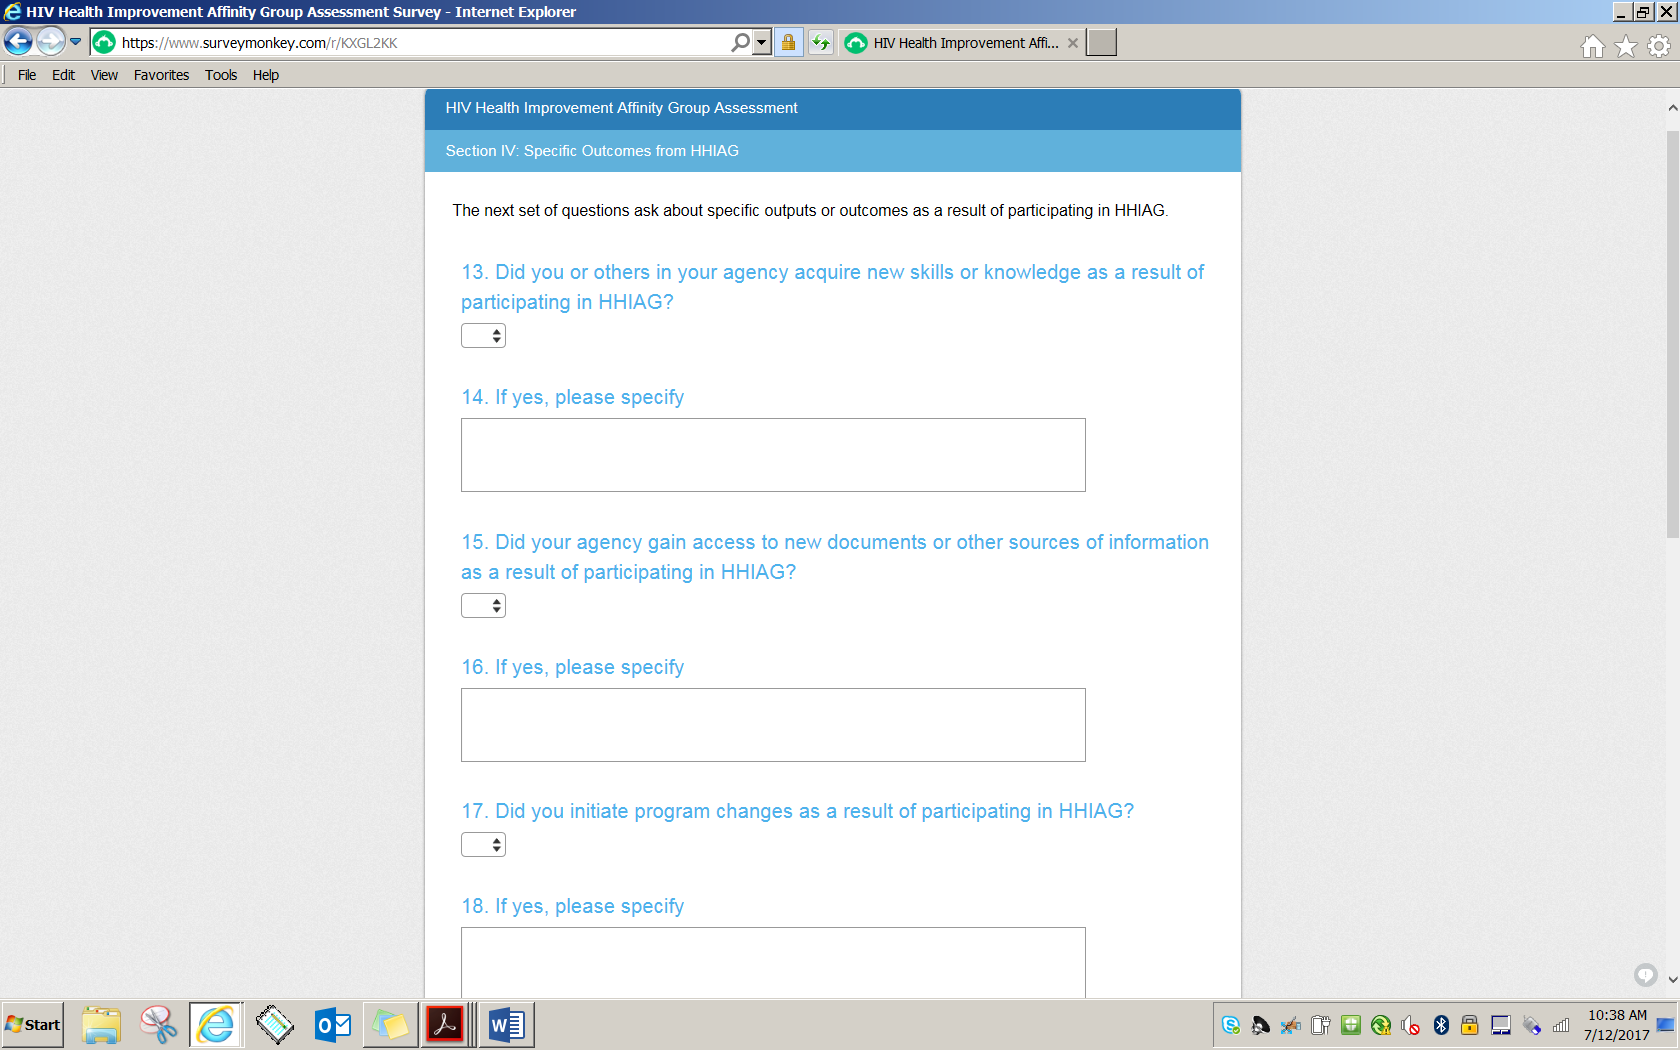 HIV Health Improvement Affinity Group Assessment Survey - Internet Explorer
https://www.surveymonkey.com/r/KXGL2KK
HIV Health Improvement Affi...
File Edit View Favorites Tools Help
HIV Health Improvement Affinity Group Assessment
Section IV: Specific Outcomes from HHIAG
The next set of questions ask about specific outputs or outcomes as a result of participating in HHIAG.
13. Did you or others in your agency acquire new skills or knowledge as a result of
participating in HHIAG?
14. If yes, please specify
15. Did your agency gain access to new documents or other sources of information
as a result of participating in HHIAG?
16. If yes, please specify
17. Did you initiate program changes as a result of participating in HHIAG?
18. If yes, please specify
Start
10:38 AM
7/12/2017